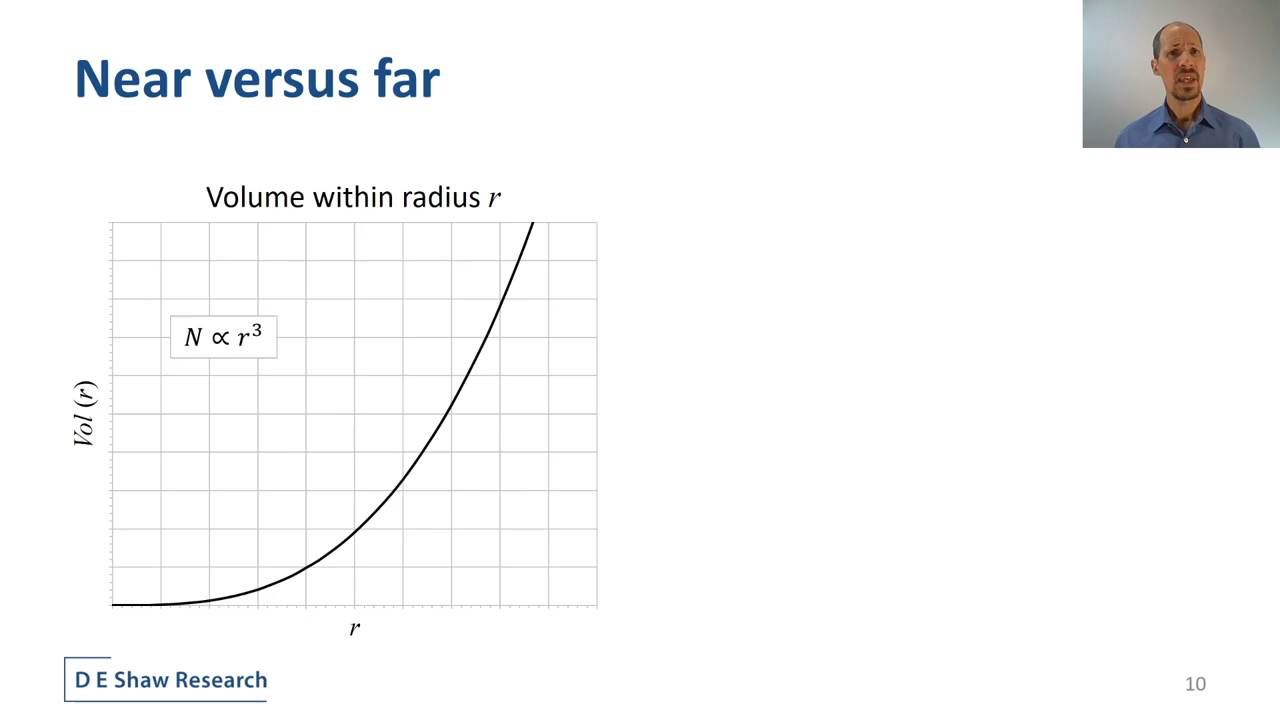 Near versus far
Volume within radius r
N ∝ r³
Vol (r)
r
D E Shaw Research
10